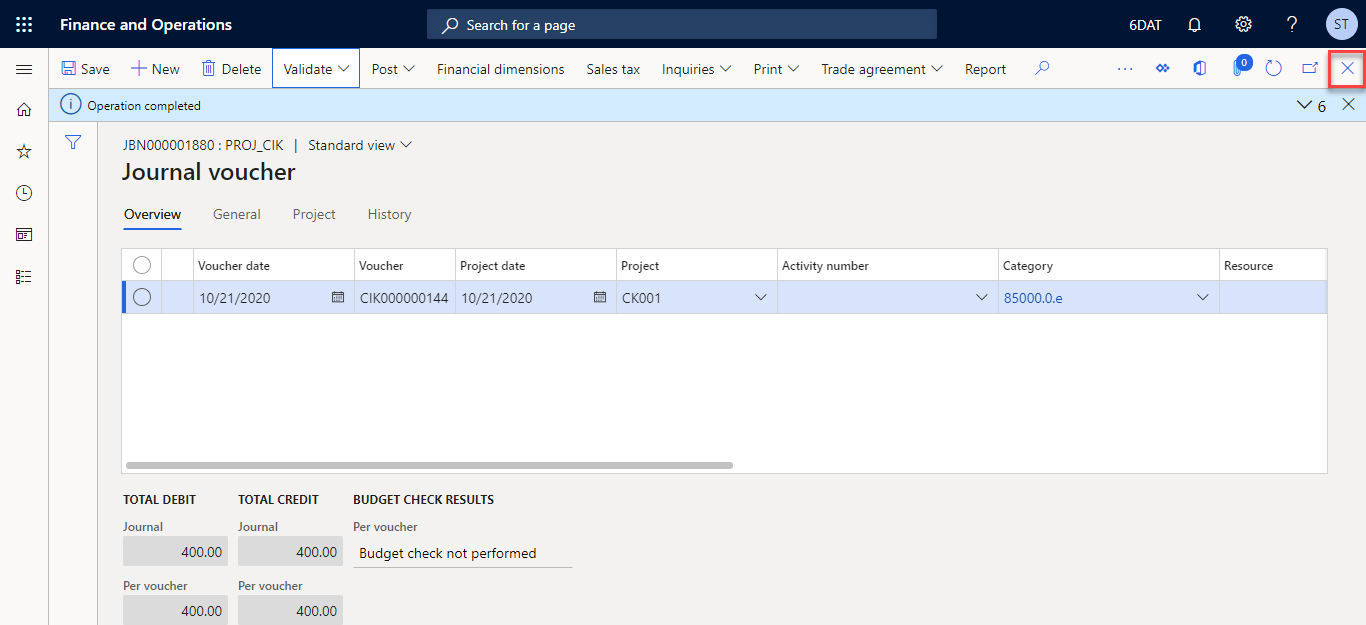 Finance and Operations Search for a page 6DAT ? ST
Save New Delete Validate Post Financial dimensions Sales tax Inquiries Print Trade agreement Report ... 0
Operation completed 6
JBN000001880 : PROJ_CIK | Standard view
Journal voucher
Overview General Project History
Voucher date Voucher Project date Project Activity number Category Resource
10/21/2020 CIK000000144 10/21/2020 CK001 85000.0.e
TOTAL DEBIT TOTAL CREDIT BUDGET CHECK RESULTS
Journal Journal Per voucher
400.00 400.00 Budget check not performed
Per voucher Per voucher
400.00 400.00